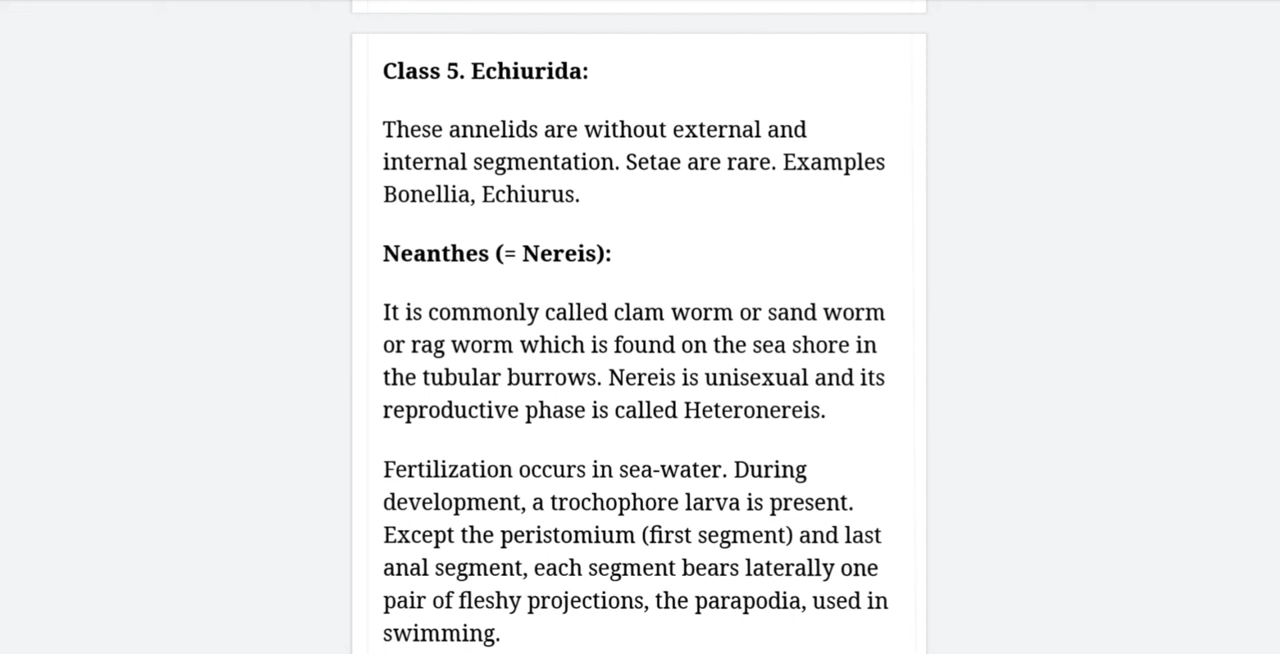 Class 5. Echiurida:
These annelids are without external and
internal segmentation. Setae are rare. Examples
Bonellia, Echiurus.
Neanthes (= Nereis):
It is commonly called clam worm or sand worm
or rag worm which is found on the sea shore in
the tubular burrows. Nereis is unisexual and its
reproductive phase is called Heteronereis.
Fertilization occurs in sea-water. During
development, a trochophore larva is present.
Except the peristomium (first segment) and last
anal segment, each segment bears laterally one
pair of fleshy projections, the parapodia, used in
swimming.